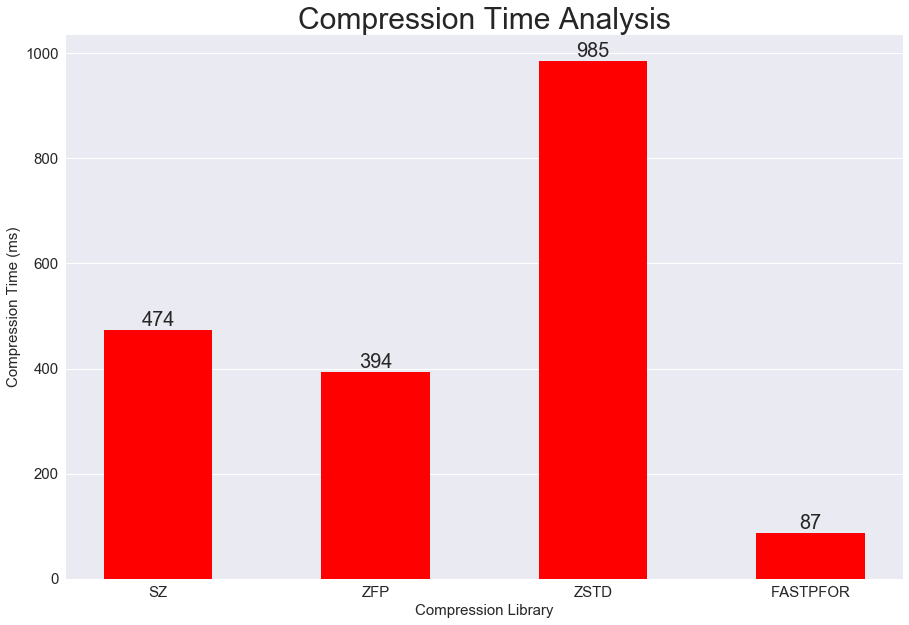 Compression Time Analysis
Compression Time (ms)
1000
800
600
400
200
0
474
394
985
87
SZ
ZFP
ZSTD
FASTPFOR
Compression Library